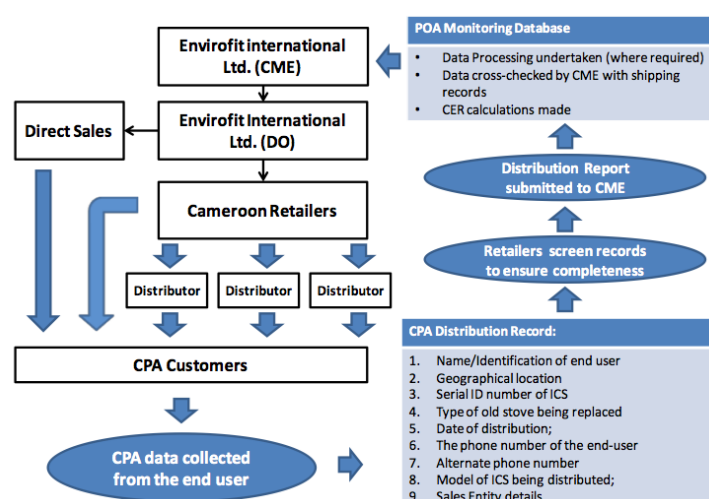 Envirofit international
Ltd. (CME)
Direct Sales
Envirofit International
Ltd. (DO)
Cameroon Retailers
Distributor
Distributor
Distributor
CPA Customers
CPA data collected
from the end user
POA Monitoring Database
• Data Processing undertaken (where required)
• Data cross-checked by CME with shipping
records
• CER calculations made
Distribution Report
submitted to CME
Retailers screen records
to ensure completeness
CPA Distribution Record:
1. Name/Identification of end user
2. Geographical location
3. Serial ID number of ICS
4. Type of old stove being replaced
5. Date of distribution;
6. The phone number of the end-user
7. Alternate phone number
8. Model of ICS being distributed;
9. Sales Entity details